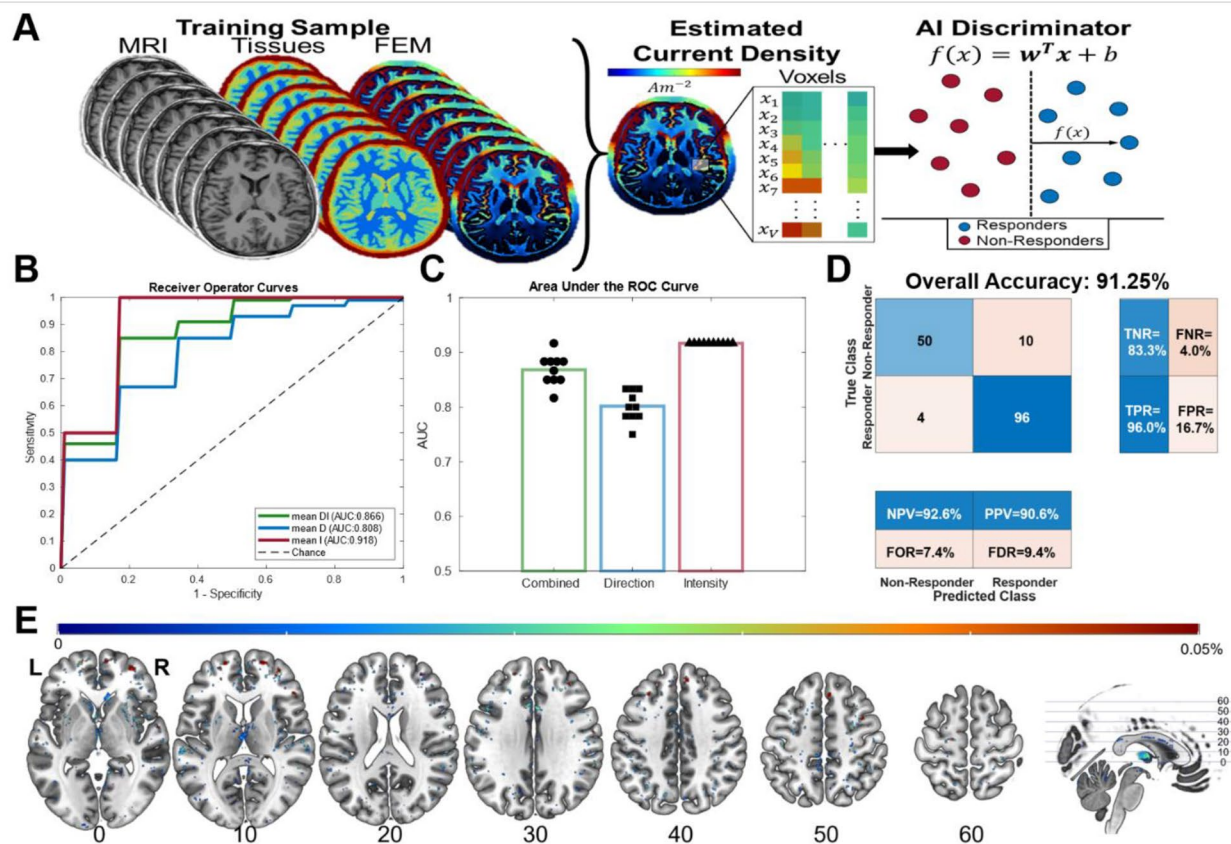 A
Training Sample
MRI
Tissues
FEM
Estimated
Current Density
Am⁻²
Voxels
x₁
x₂
x₃
x₄
x₅
x₆
x₇
x_V
AI Discriminator
f(x) = wᵀx + b
f(x)
Responders
Non-Responders
B
Receiver Operator Curves
1
0.9
0.8
0.7
0.6
0.5
0.4
0.3
0.2
0.1
0
Sensitivity
0
0.2
0.4
0.6
0.8
1
1 - Specificity
mean DI (AUC:0.866)
mean D (AUC:0.808)
mean I (AUC:0.918)
Chance
C
Area Under the ROC Curve
1
0.9
0.8
0.7
0.6
0.5
AUC
Combined
Direction
Intensity
D
Overall Accuracy: 91.25%
True Class
Non-Responder
Responder
50
10
4
96
TNR=
83.3%
FNR=
4.0%
TPR=
96.0%
FPR=
16.7%
NPV=92.6%
PPV=90.6%
FOR=7.4%
FDR=9.4%
Non-Responder
Responder
Predicted Class
E
0
0.05%
L
R
0
10
20
30
40
50
60
60
50
40
30
20
10
0